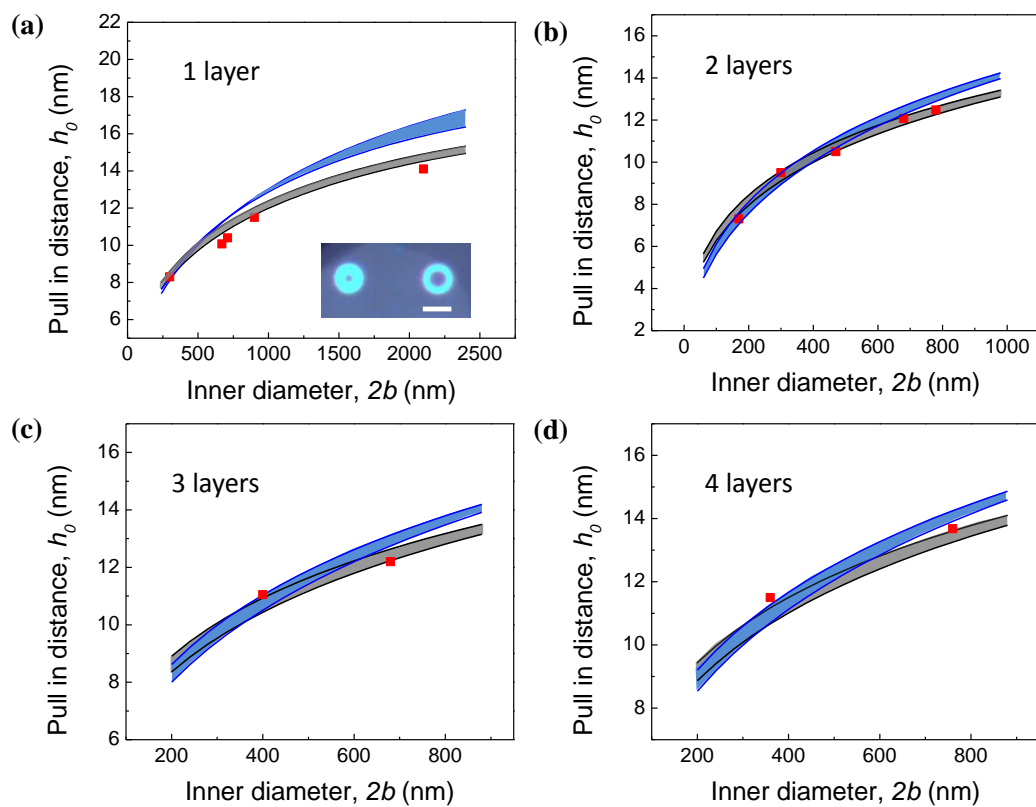 (a)
1 layer
Pull in distance, h0 (nm)
22
20
18
16
14
12
10
8
6
0 500 1000 1500 2000 2500
Inner diameter, 2b (nm)
(b)
2 layers
Pull in distance, h0 (nm)
16
14
12
10
8
6
4
2
0 200 400 600 800 1000
Inner diameter, 2b (nm)
(c)
3 layers
Pull in distance, h0 (nm)
16
14
12
10
8
6
200 400 600 800
Inner diameter, 2b (nm)
(d)
4 layers
Pull in distance, h0 (nm)
16
14
12
10
8
200 400 600 800
Inner diameter, 2b (nm)